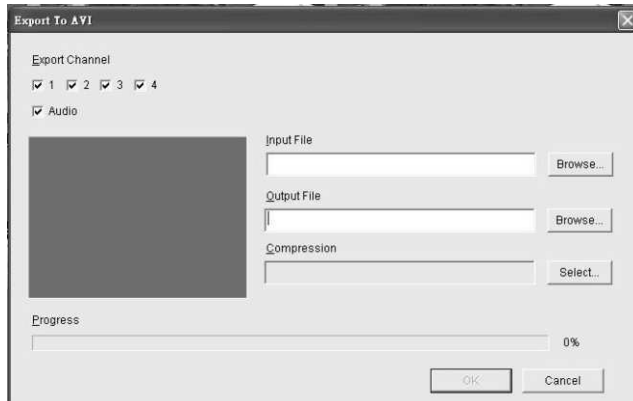 Export To AVI
Export Channel
1 2 3 4
Audio
Input File
Browse...
Output File
Browse...
Compression
Select...
Progress
0%
OK Cancel